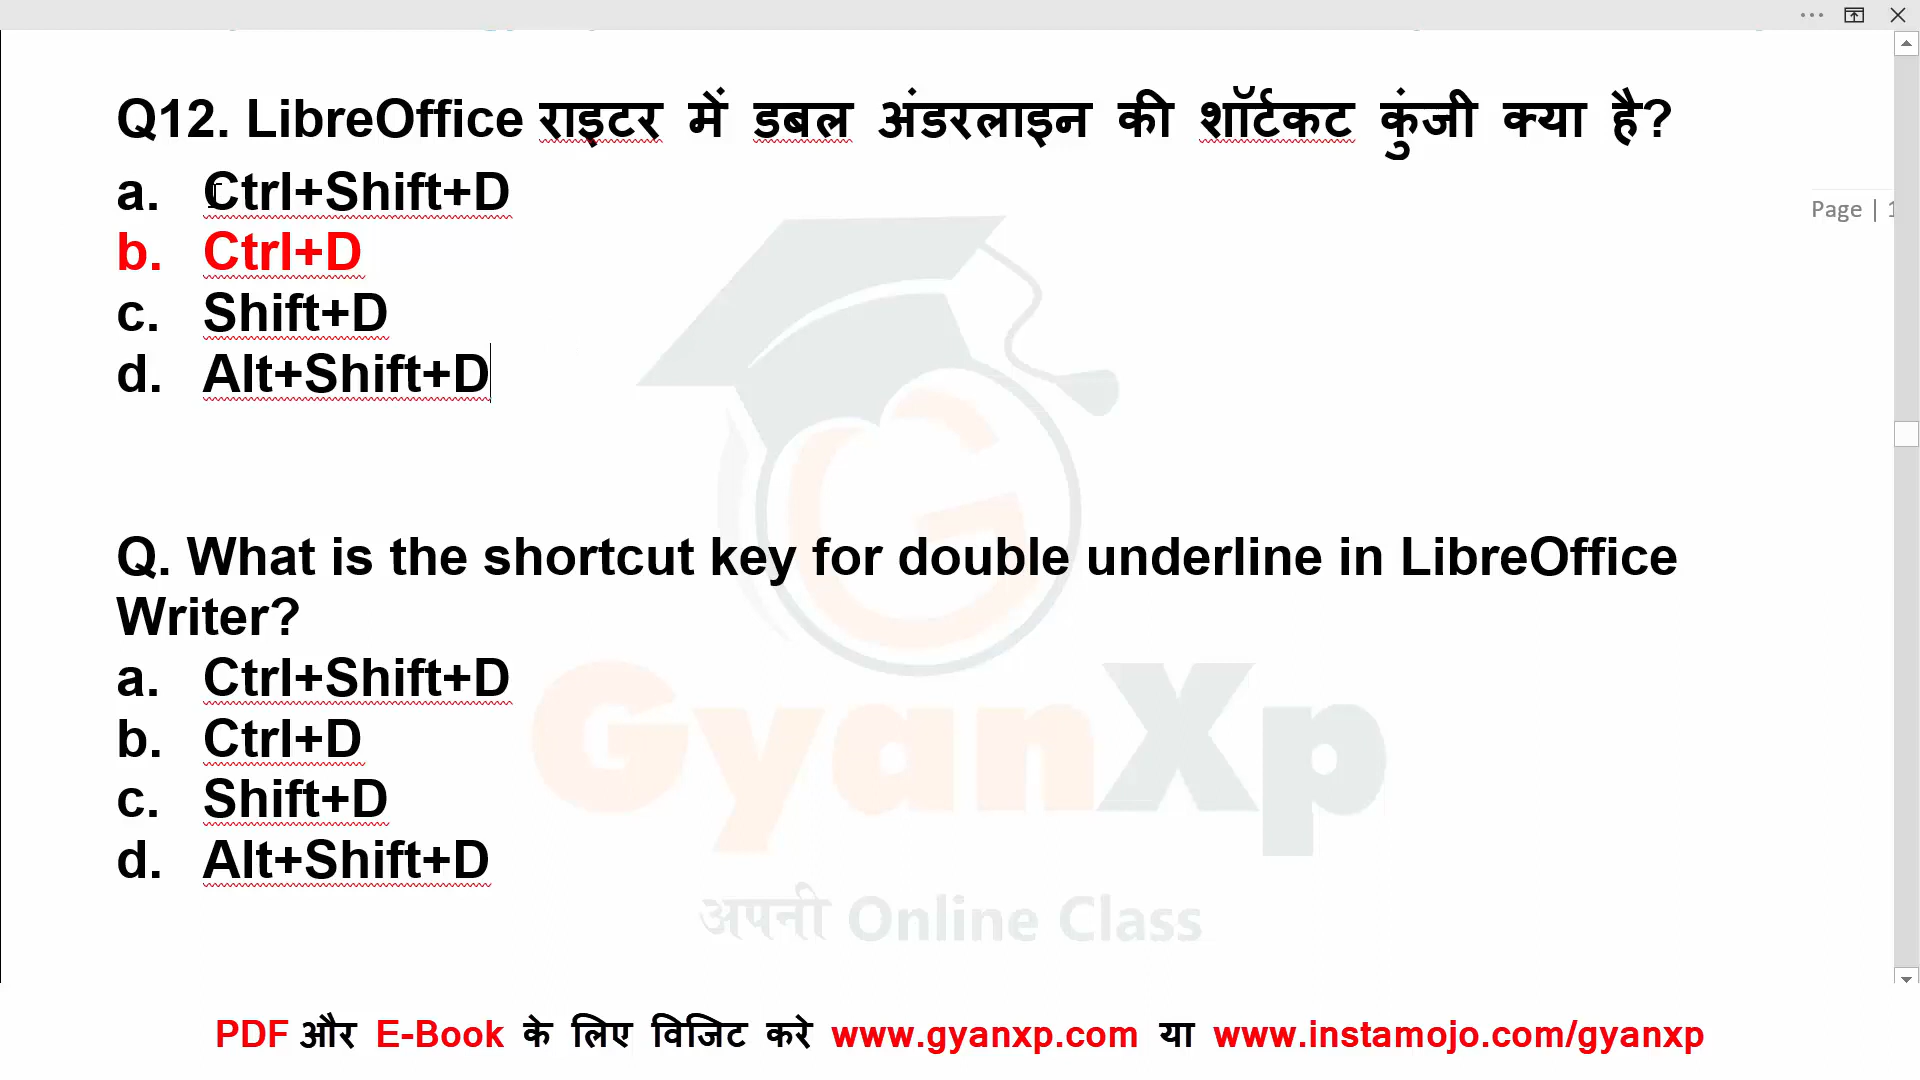 Q12. LibreOffice राइटर में डबल अंडरलाइन की शॉर्टकट कुंजी क्या है?
a. Ctrl+Shift+D
Page |
b. Ctrl+D
c. Shift+D
d. Alt+Shift+D
Q. What is the shortcut key for double underline in LibreOffice
Writer?
a. Ctrl+Shift+D
b. Ctrl+D
c. Shift+D
d. Alt+Shift+D
GyanXp
अपनी Online Class
PDF और E-Book के लिए विजिट करे www.gyanxp.com या www.instamojo.com/gyanxp